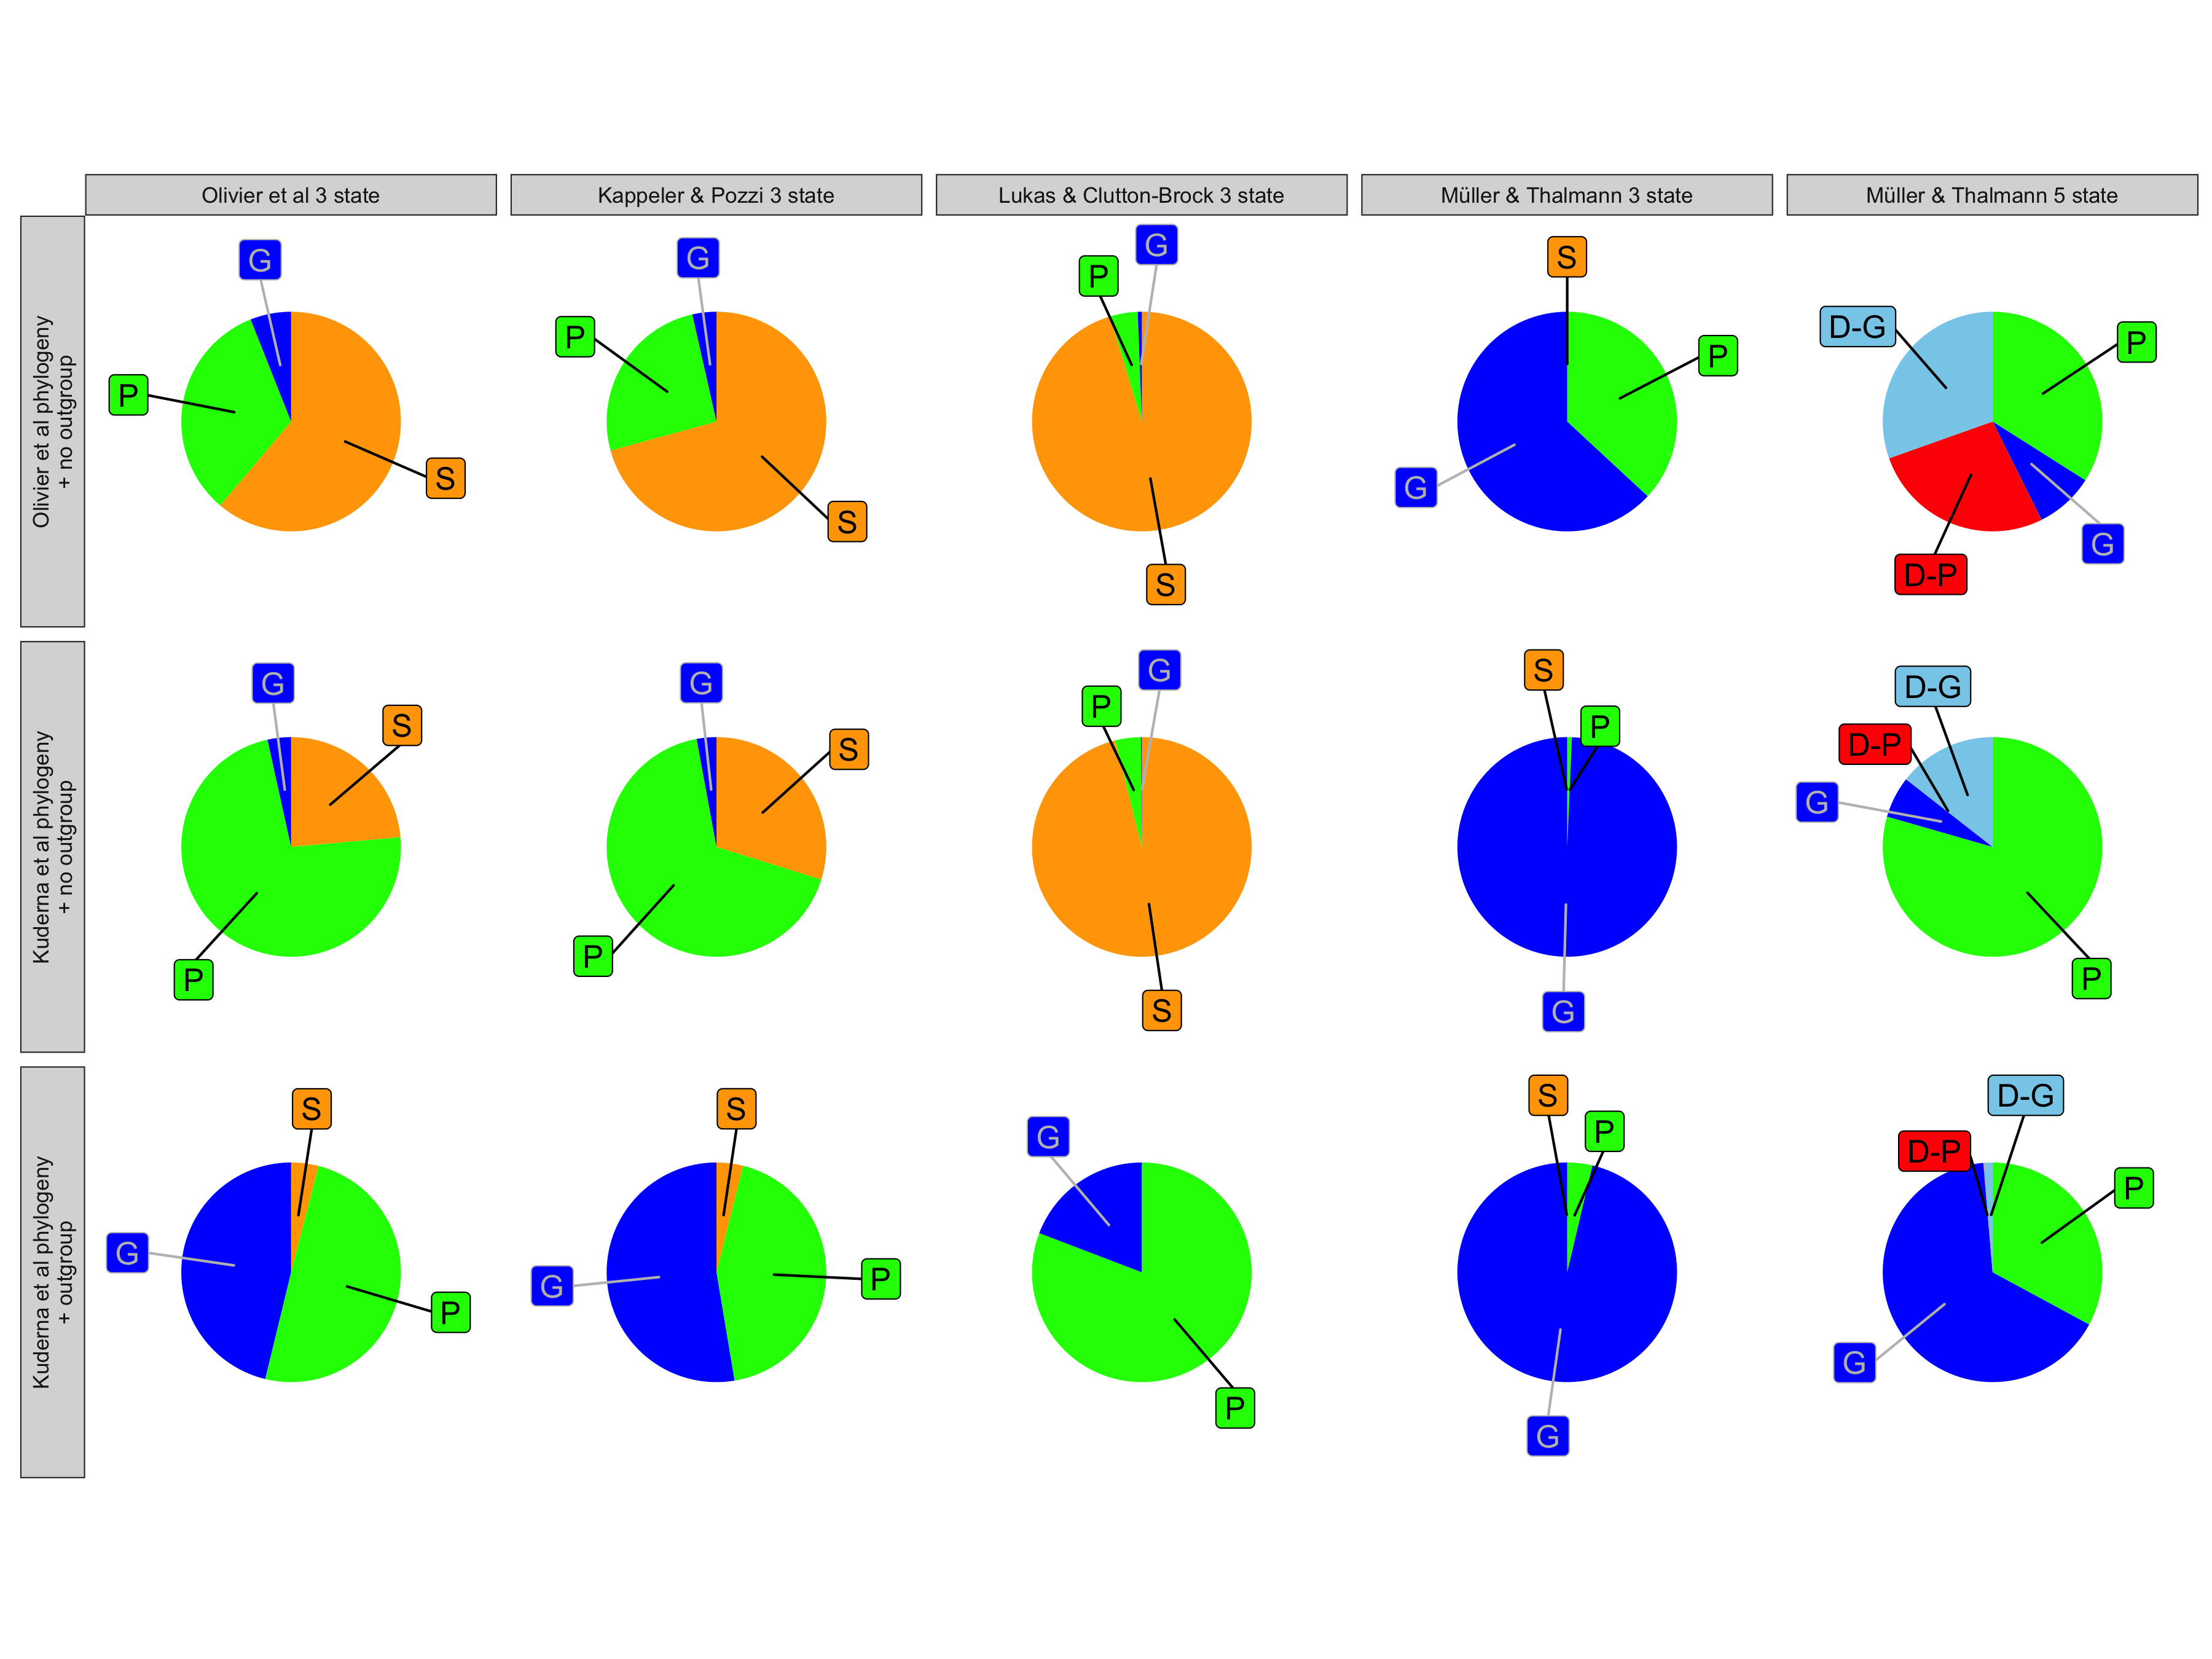 Olivier et al 3 state
Kappeler & Pozzi 3 state
Lukas & Clutton-Brock 3 state
Müller & Thalmann 3 state
Müller & Thalmann 5 state
Olivier et al phylogeny
+ no outgroup
G
P
S
G
P
S
P
G
S
S
P
G
D-G
P
D-P
G
Kuderna et al phylogeny
+ no outgroup
G
S
P
G
S
P
P
G
S
S
P
G
D-G
D-P
G
P
Kuderna et al phylogeny
+ outgroup
S
G
P
S
G
P
G
P
S
P
G
D-G
D-P
P
G